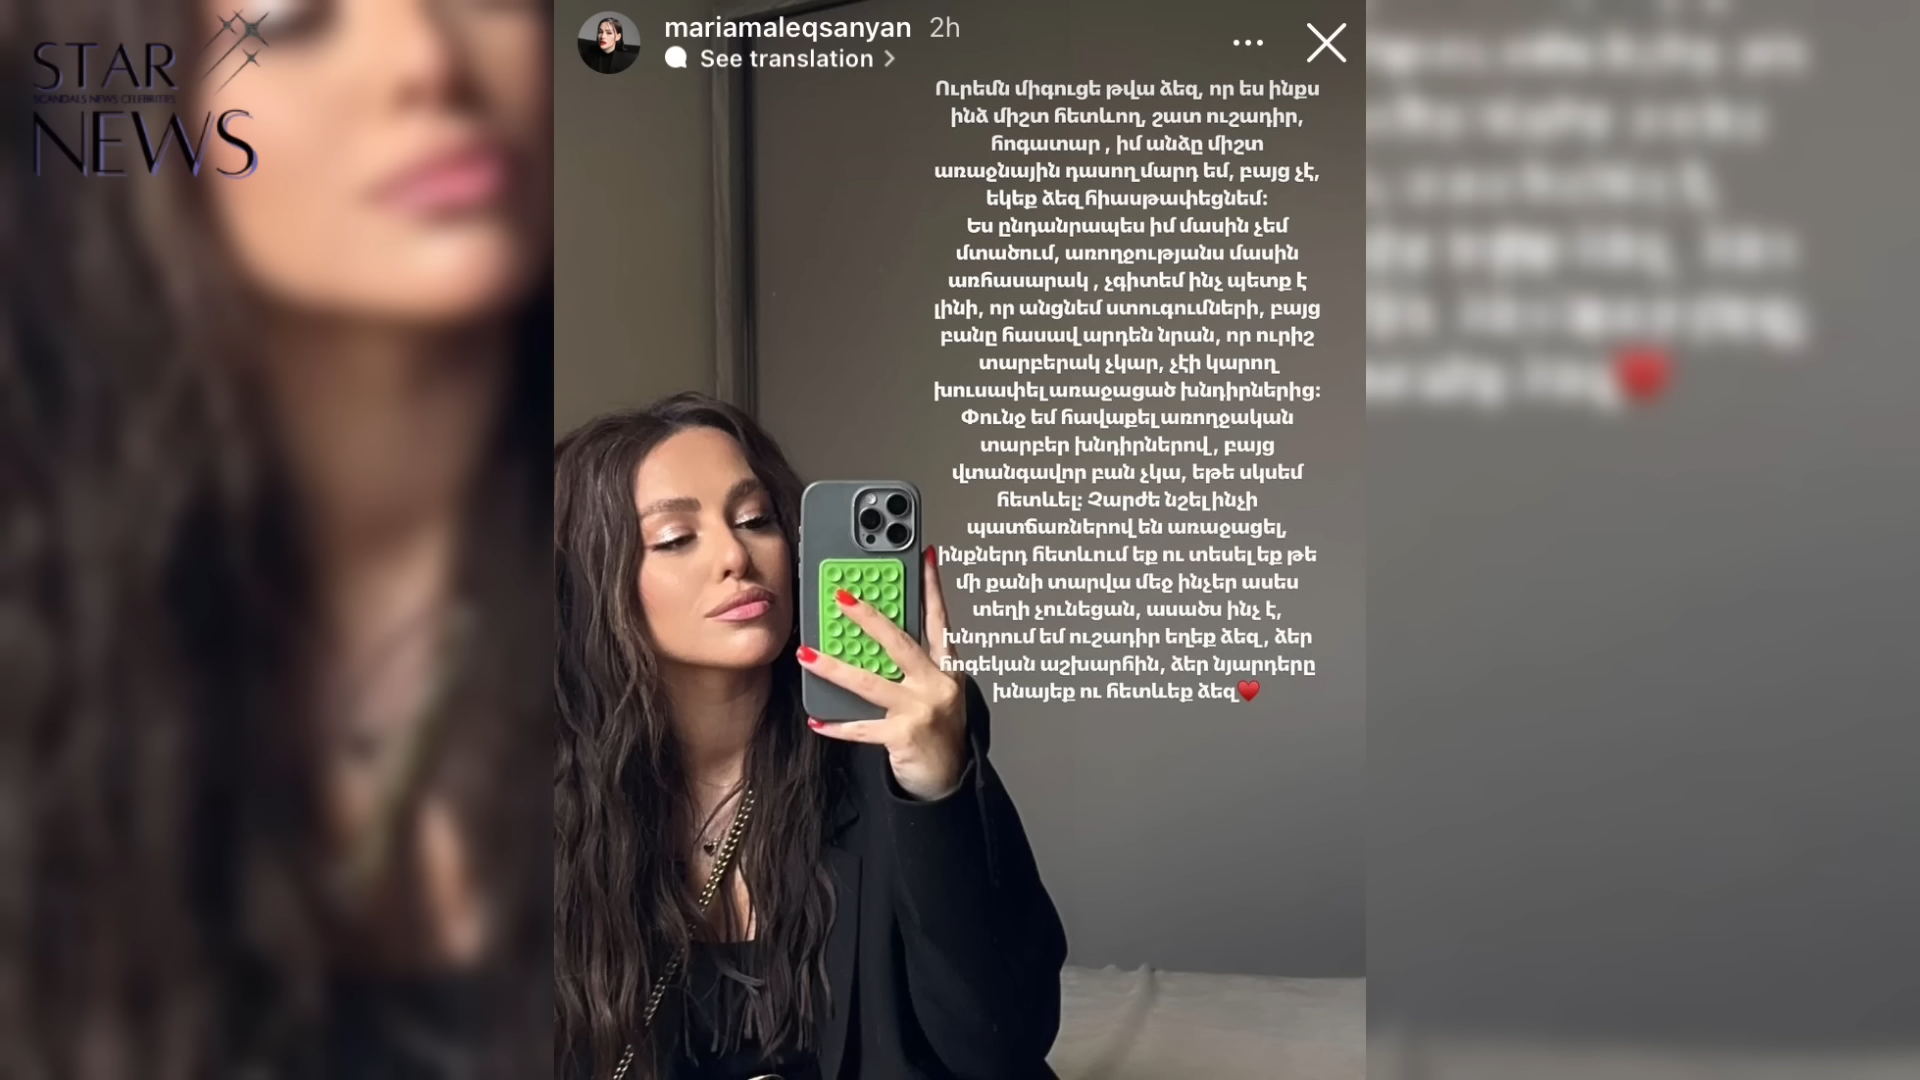 STAR
SCANDALS NEWS CELEBRITIES
NEWS
mariamaleqsanyan 2h
See translation >
Ուրեմն միգուցե թվա ձեզ, որ ես ինքս
ինձ միշտ հետևող, շատ ուշադիր,
հոգատար , իմ անձը միշտ
առաջնային դասող մարդ եմ, բայց չէ,
եկեք ձեզ հիասթափեցնեմ։
Ես ընդանրապես իմ մասին չեմ
մտածում, առողջությանս մասին
առհասարակ , չգիտեմ ինչ պետք է
լինի, որ անցնեմ ստուգումների, բայց
բանը հասավ արդեն նրան, որ ուրիշ
տարբերակ չկար, չէի կարող
խուսափել առաջացած խնդիրներից։
Փունջ եմ հավաքել առողջական
տարբեր խնդիրներով , բայց
վտանգավոր բան չկա, եթե սկսեմ
հետևել։ Չարժե նշել ինչի
պատճառներով են առաջացել,
ինքներդ հետևում եք ու տեսել եք թե
մի քանի տարվա մեջ ինչեր ասես
տեղի չունեցան, ասածս ինչ է,
խնդրում եմ ուշադիր եղեք ձեզ , ձեր
հոգեկան աշխարհին, ձեր նյարդերը
խնայեք ու հետևեք ձեզ♥